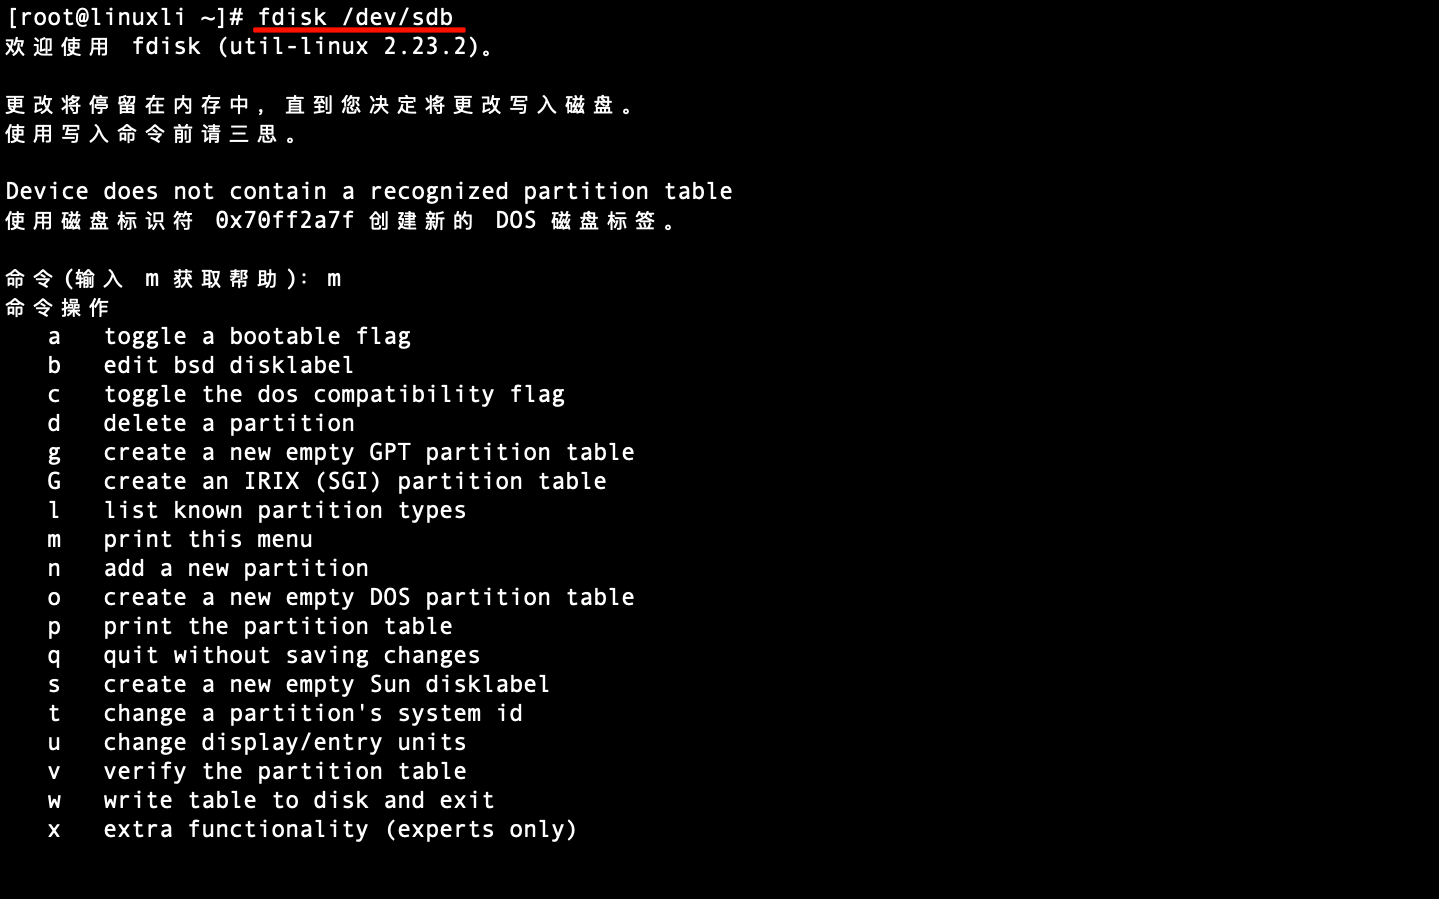 [root@linuxli ~]# fdisk /dev/sdb
欢迎使用 fdisk (util-linux 2.23.2)。
更改将停留在内存中，直到您决定将更改写入磁盘。
使用写入命令前请三思。
Device does not contain a recognized partition table
使用磁盘标识符 0x70ff2a7f 创建新的 DOS 磁盘标签。
命令(输入 m 获取帮助)：m
命令操作
a   toggle a bootable flag
b   edit bsd disklabel
c   toggle the dos compatibility flag
d   delete a partition
g   create a new empty GPT partition table
G   create an IRIX (SGI) partition table
l   list known partition types
m   print this menu
n   add a new partition
o   create a new empty DOS partition table
p   print the partition table
q   quit without saving changes
s   create a new empty Sun disklabel
t   change a partition's system id
u   change display/entry units
v   verify the partition table
w   write table to disk and exit
x   extra functionality (experts only)